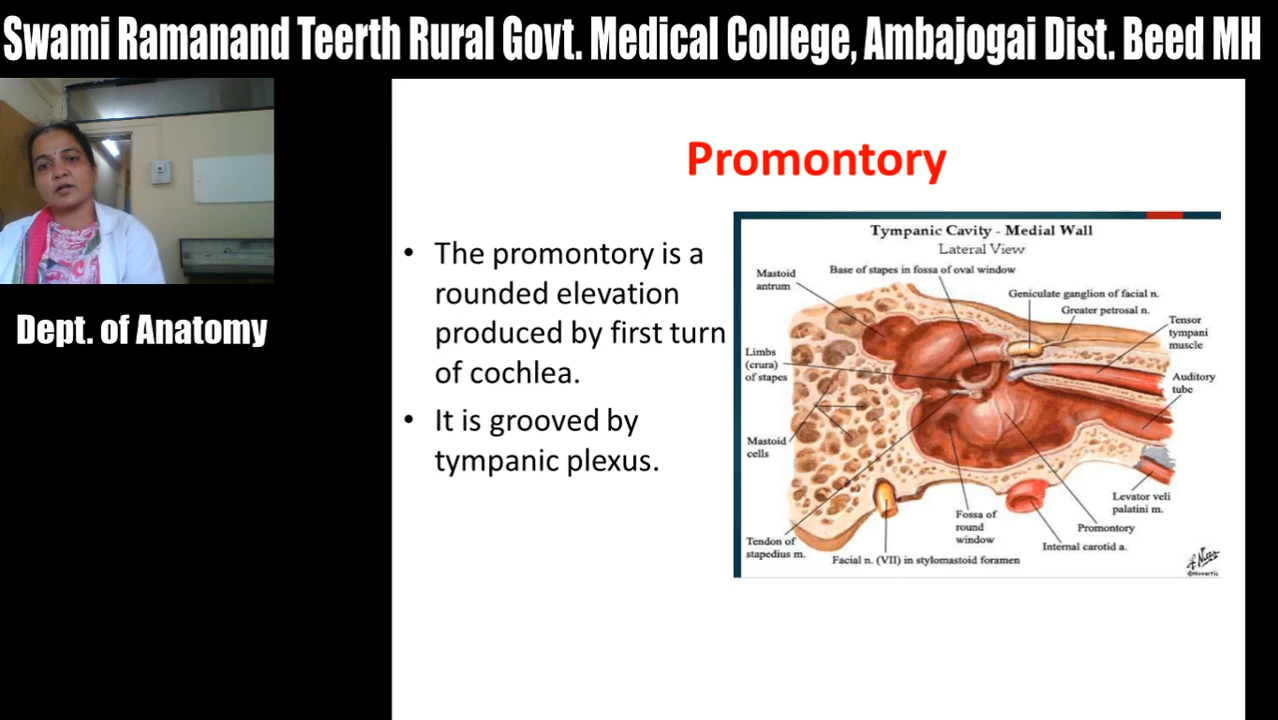 Swami Ramanand Teerth Rural Govt. Medical College, Ambajogai Dist. Beed MH
Dept. of Anatomy
Promontory
• The promontory is a
rounded elevation
produced by first turn
of cochlea.
• It is grooved by
tympanic plexus.
Tympanic Cavity - Medial Wall
Lateral View
Base of stapes in fossa of oval window
Mastoid
antrum
Geniculate ganglion of facial n.
Greater petrosal n.
Tensor
tympani
muscle
Limbs
(crura)
of stapes
Auditory
tube
Mastoid
cells
Levator veli
palatini m.
Fossa of
round
window
Promontory
Tendon of
stapedius m.
Internal carotid a.
Facial n. (VII) in stylomastoid foramen